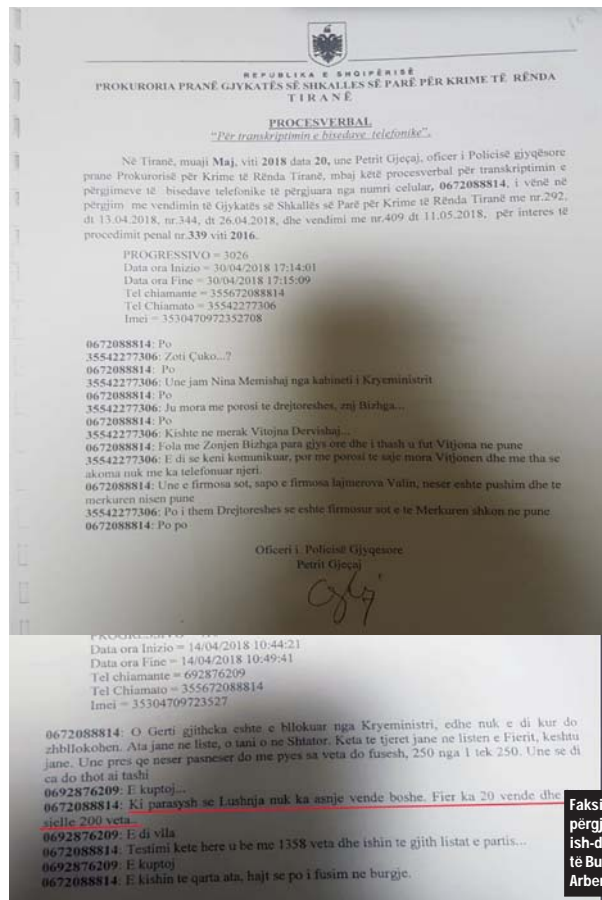 REPUBLIKA E SHQIPËRISË
PROKURORIA PRANË GJYKATËS SË SHKALLES SË PARË PËR KRIME TË RËNDA
TIRANË
PROCESVERBAL
"Për transkriptimin e bisedave telefonike".
Në Tiranë, muaji Maj, viti 2018 data 20, une Petrit Gjeçaj, oficer i Policisë gjyqësore
prane Prokurorisë për Krime të Rënda Tiranë, mbaj këtë procesverbal për transkriptimin e
përgjimeve të bisedave telefonike të përgjuara nga numri celular, 0672088814, i vënë në
përgjim me vendimin të Gjykatës së Shkallës së Parë për Krime të Rënda Tiranë me nr.292,
dt 13.04.2018, nr.344, dt 26.04.2018, dhe vendimi me nr.409 dt 11.05.2018, për interes të
procedimit penal nr.339 viti 2016.
PROGRESSIVO = 3026
Data ora Inizio = 30/04/2018 17:14:01
Data ora Fine = 30/04/2018 17:15:09
Tel chiamante = 355672088814
Tel Chiamato = 35542277306
Imei = 3530470972352708
0672088814: Po
35542277306: Zoti Çuko...?
0672088814: Po
35542277306: Une jam Nina Memishaj nga kabineti i Kryeministrit
0672088814: Po
35542277306: Ju mora me porosi te drejtoreshes, znj Bizhga...
0672088814: Po
35542277306: Kishte ne merak Vitojna Dervishaj...
0672088814: Fola me Zonjen Bizhga para gjys ore dhe i thash u fut Vitjona ne pune
35542277306: E di se keni komunikuar, por me porosi te saje mora Vitjonen dhe me tha se
akoma nuk me ka telefonuar njeri.
0672088814: Une e firmosa sot, sapo e firmosa lajmerova Valin, neser eshte pushim dhe te
merkuren nisen pune
35542277306: Po i them Drejtoreshes se eshte firmosur sot e te Merkuren shkon ne pune
0672088814: Po po
Oficeri i Policisë Gjyqesore
Petrit Gjeçaj
Data ora Inizio = 14/04/2018 10:44:21
Data ora Fine = 14/04/2018 10:49:41
Tel chiamante = 692876209
Tel Chiamato = 355672088814
Imei = 35304709723527
0672088814: O Gerti gjithcka eshte e bllokuar nga Kryeministri, edhe nuk e di kur do
zhbllokohen. Ata jane ne liste, o tani o ne Shtator. Keta te tjeret jane ne listen e Fierit, keshtu
jane. Une pres qe neser pasneser do me pyes sa veta do fusesh, 250 nga 1 tek 250. Une se di
ca do thot ai tashi
0692876209: E kuptoj...
0672088814: Ki parasysh se Lushnja nuk ka asnje vende boshe. Fier ka 20 vende dhe
sielle 200 veta...
0692876209: E di vila
0672088814: Testimi kete here u be me 1358 veta dhe ishin te gjith listat e partis...
0692876209: E kuptoj
0672088814: E kishin te qarta ata, hajt se po i fusim ne burgje.
Faksi
përgj
ish-d
të Bu
Arber